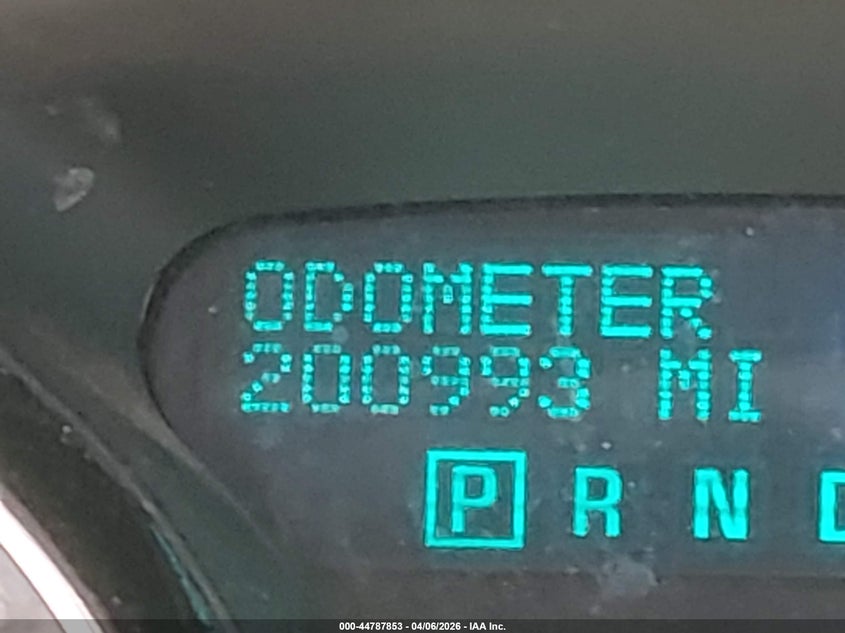 ODOMETER
200993 MI
P R N D
000-44787853 - 04/06/2026 - IAA Inc.